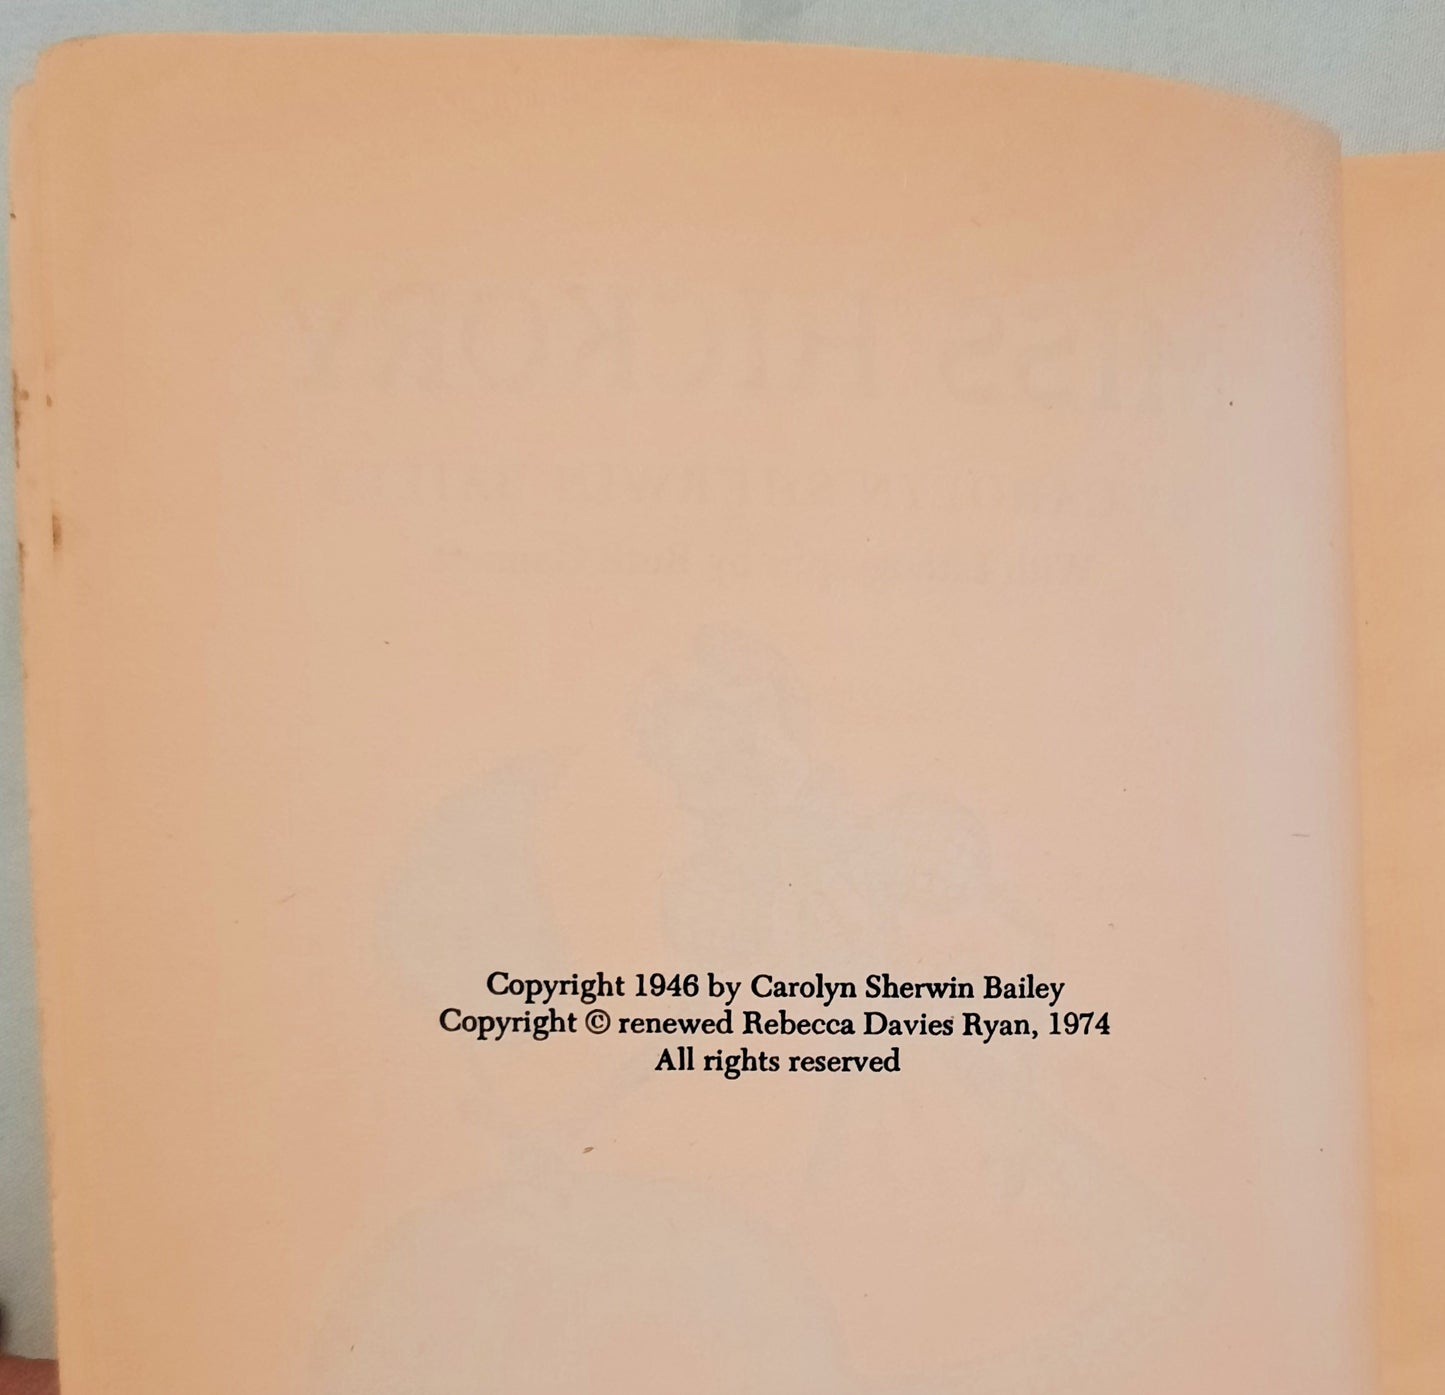 Copyright 1946 by Carolyn Sherwin Bailey
Copyright © renewed Rebecca Davies Ryan, 1974
All rights reserved